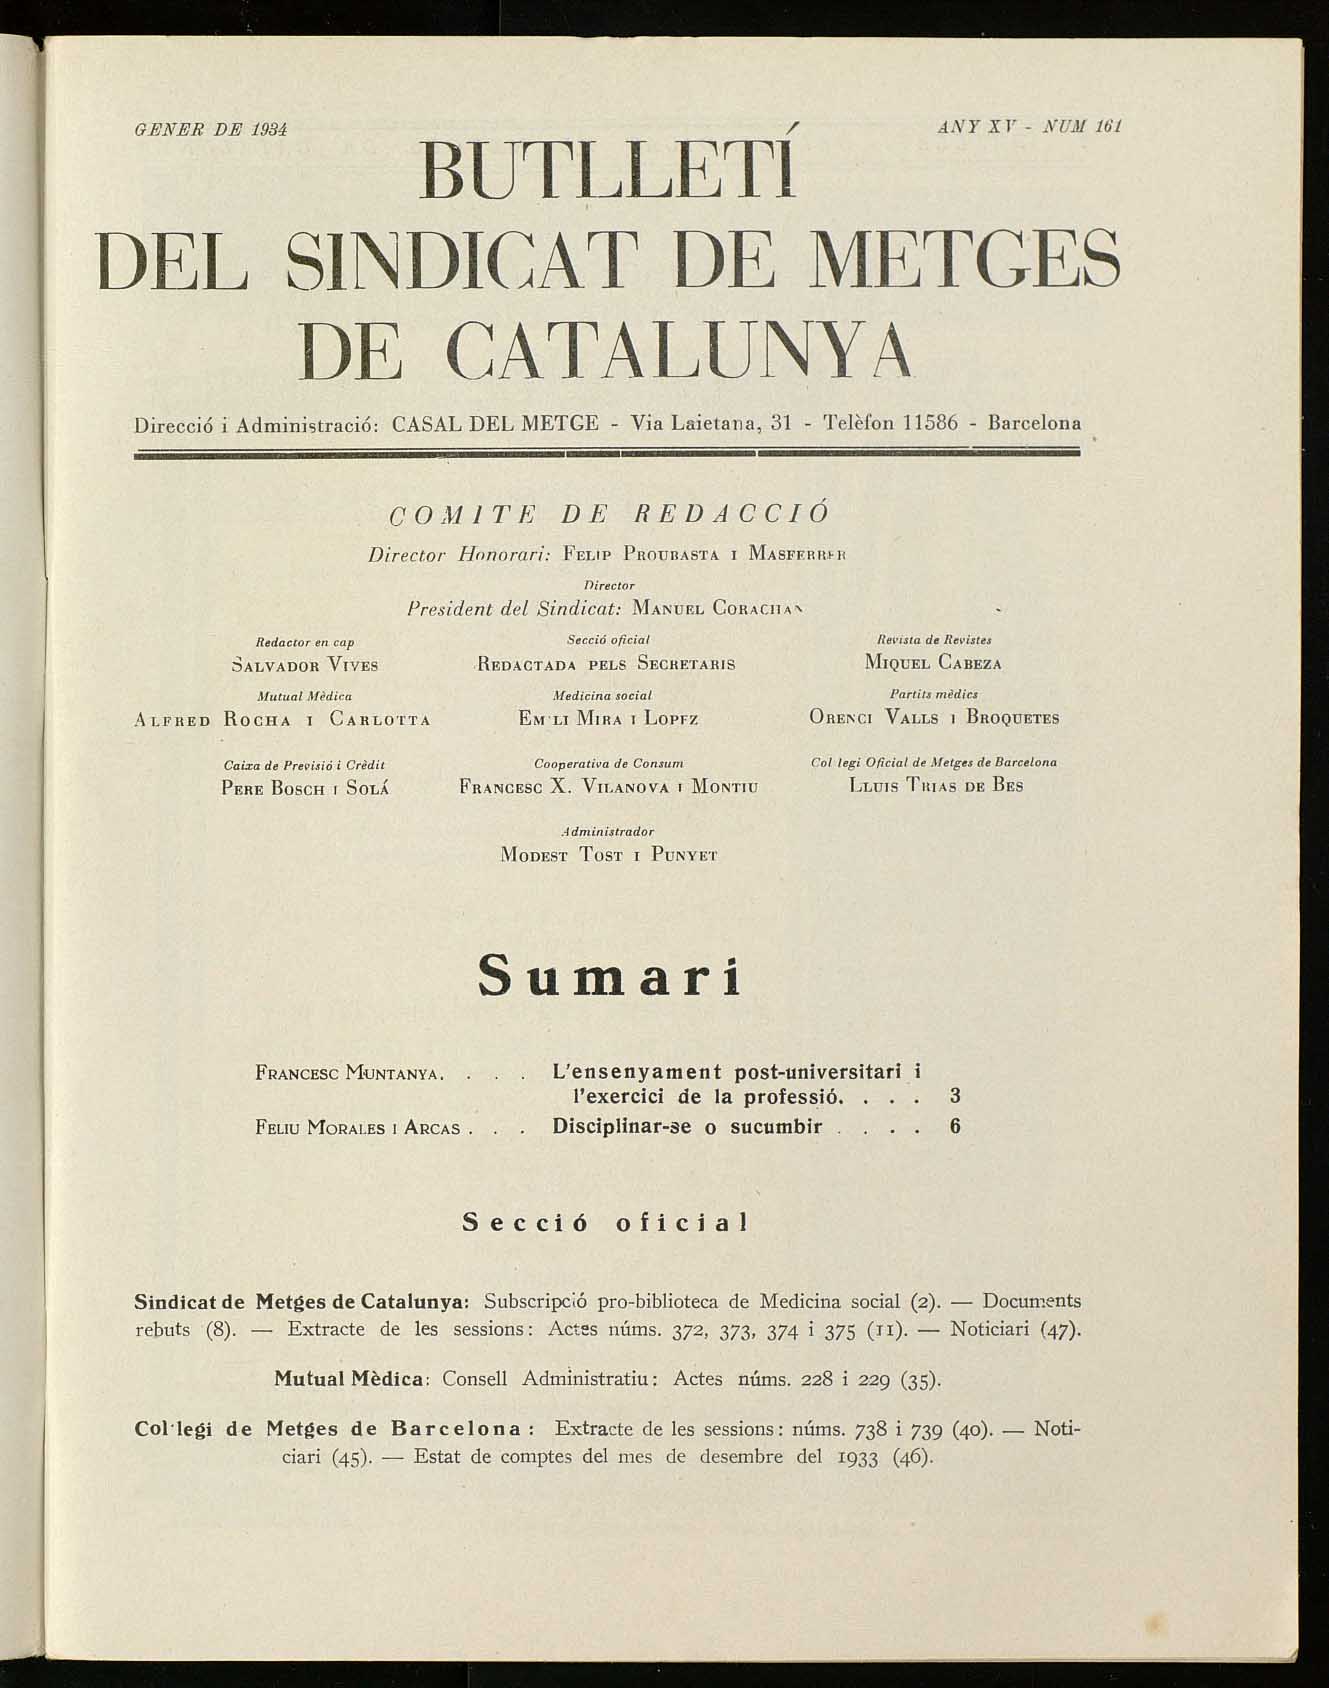 GENER DE 1934
ANY XV - NUM 161
BUTLLETÍ
DEL SINDICAT DE METGES
DE CATALUNYA
Direcció i Administració: CASAL DEL METGE - Via Laietana, 31 - Telèfon 11586 - Barcelona
COMITE DE REDACCIÓ
Director Honorari: FELIP PROUBASTA I MASFERRER
Director
President del Sindicat: MANUEL CORACHAN
Redactor en cap
SALVADOR VIVES
Secció oficial
REDACTADA PELS SECRETARIS
Revista de Revistes
MIQUEL CABEZA
Mutual Mèdica
ALFRED ROCHA I CARLOTTA
Medicina social
EMILI MIRA I LOPEZ
Partits mèdics
ORENCI VALLS I BROQUETES
Caixa de Previsió i Crèdit
PERE BOSCH I SOLÁ
Cooperativa de Consum
FRANCESC X. VILANOVA I MONTIU
Col legi Oficial de Metges de Barcelona
LLUIS TRIAS DE BES
Administrador
MODEST TOST I PUNYET
Sumari
FRANCESC MUNTANYA. . . . L'ensenyament post-universitari i
l'exercici de la professió. . . . 3
FELIU MORALES I ARCAS . . . Disciplinar-se o sucumbir . . . . 6
Secció oficial
Sindicat de Metges de Catalunya: Subscripció pro-biblioteca de Medicina social (2). — Documents
rebuts (8). — Extracte de les sessions: Actes núms. 372, 373, 374 i 375 (11). — Noticiari (47).
Mutual Mèdica: Consell Administratiu: Actes núms. 228 i 229 (35).
Col·legi de Metges de Barcelona: Extracte de les sessions: núms. 738 i 739 (40). — Noti-
ciari (45). — Estat de comptes del mes de desembre del 1933 (46).